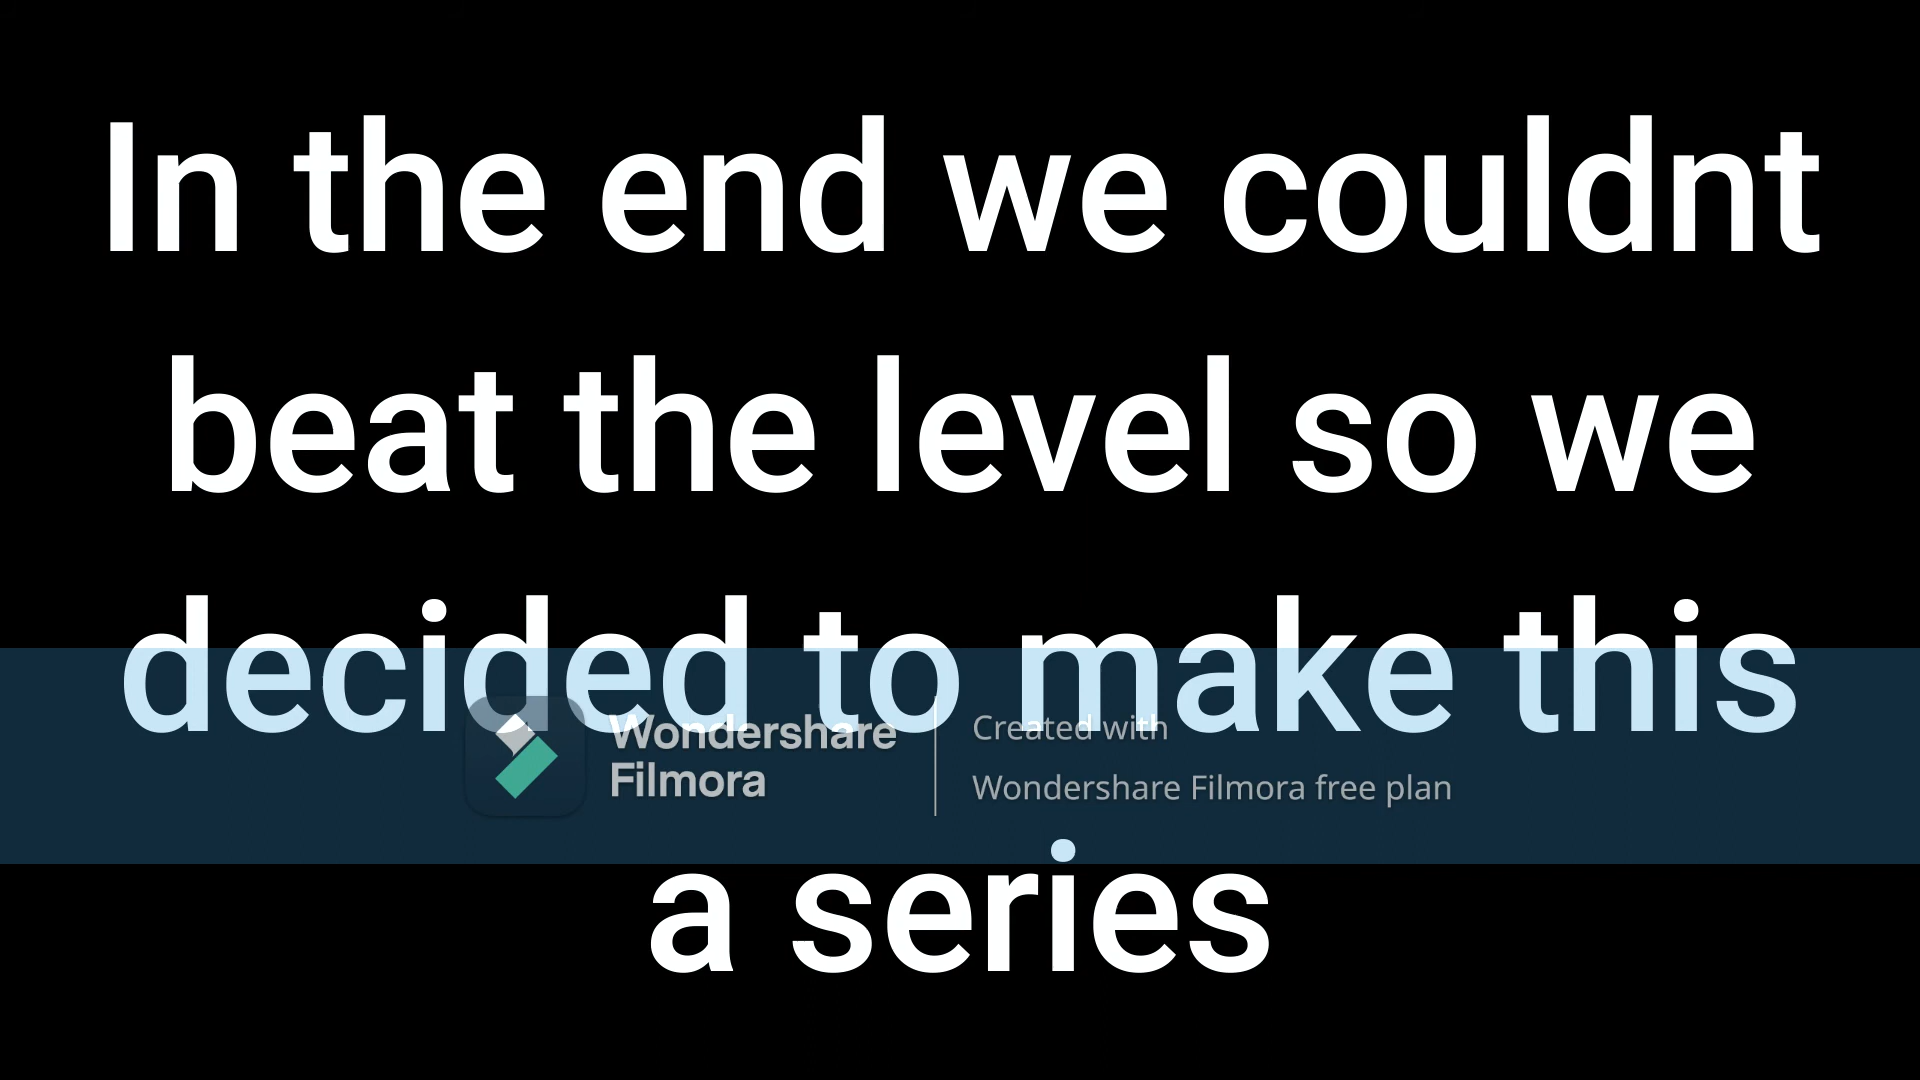 In the end we couldnt
beat the level so we
decided to make this
Wondershare
Filmora
Created with
Wondershare Filmora free plan
a series